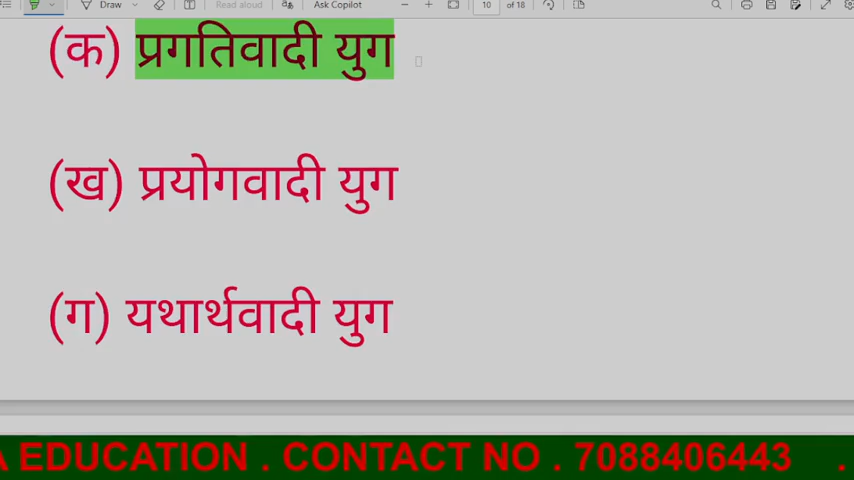 Draw
Read aloud
Ask Copilot
10
of 18
(क) प्रगतिवादी युग
(ख) प्रयोगवादी युग
(ग) यथार्थवादी युग
A EDUCATION . CONTACT NO . 7088406443 .